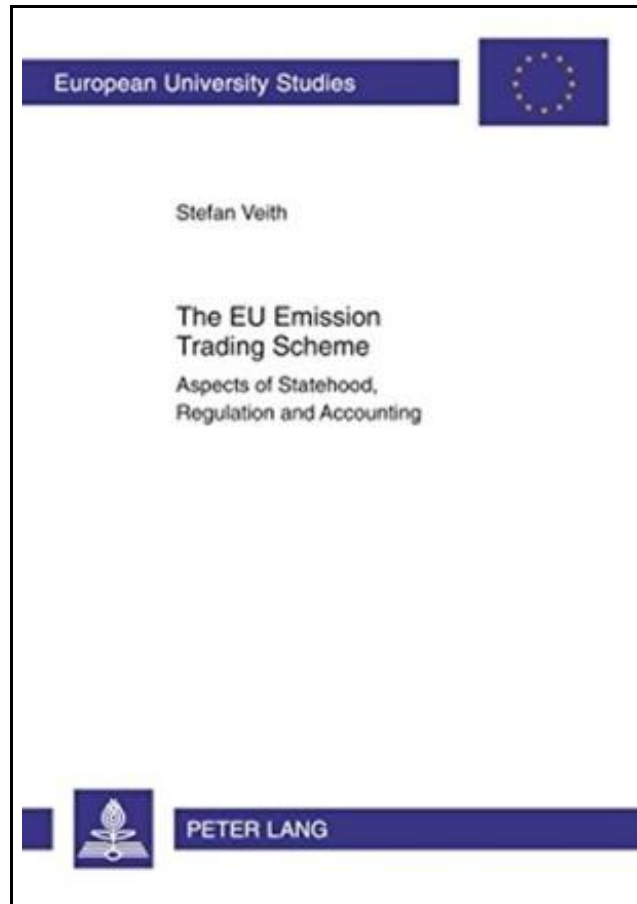 European University Studies
Stefan Veith
The EU Emission
Trading Scheme
Aspects of Statehood,
Regulation and Accounting
PETER LANG